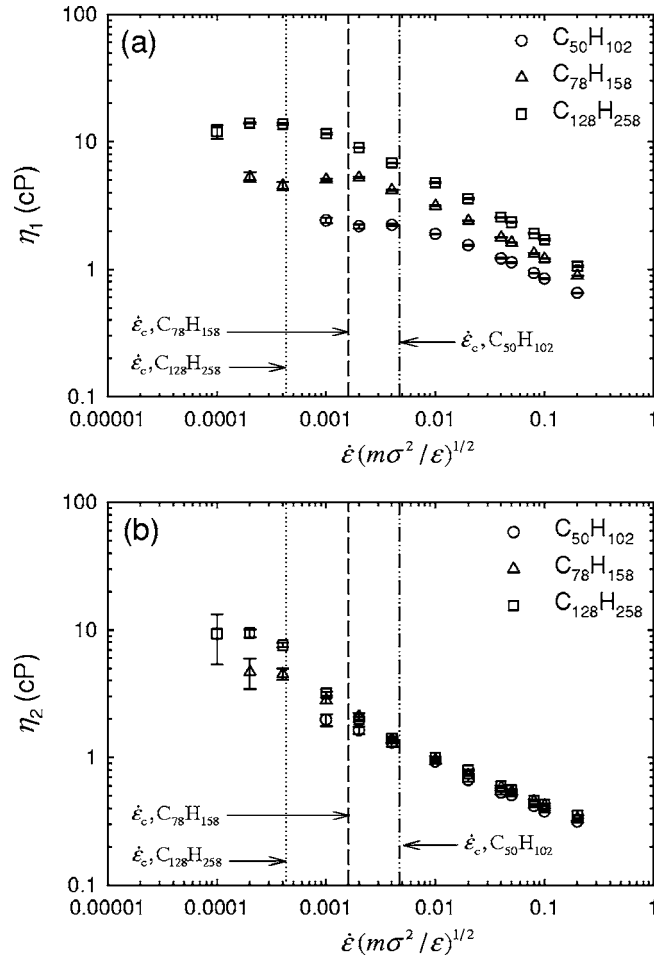 (a)
C₅₀H₁₀₂
C₇₈H₁₅₈
C₁₂₈H₂₅₈
100
10
1
0.1
η₁ (cP)
ε̇c, C₇₈H₁₅₈
ε̇c, C₁₂₈H₂₅₈
ε̇c, C₅₀H₁₀₂
0.00001 0.0001 0.001 0.01 0.1 1
ε̇(mσ²/ε)^1/2
(b)
C₅₀H₁₀₂
C₇₈H₁₅₈
C₁₂₈H₂₅₈
100
10
1
0.1
η₂ (cP)
ε̇c, C₇₈H₁₅₈
ε̇c, C₁₂₈H₂₅₈
ε̇c, C₅₀H₁₀₂
0.00001 0.0001 0.001 0.01 0.1 1
ε̇(mσ²/ε)^1/2